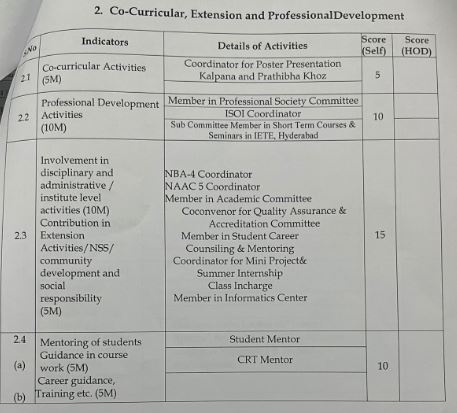 2. Co-Curricular, Extension and ProfessionalDevelopment
S.No
Indicators
Details of Activities
Score (Self)
Score (HOD)
2.1
Co-curricular Activities
(5M)
Coordinator for Poster Presentation
Kalpana and Prathibha Khoz
5
2.2
Professional Development
Activities
(10M)
Member in Professional Society Committee
ISOI Coordinator
Sub Committee Member in Short Term Courses &
Seminars in IETE, Hyderabad
10
2.3
Involvement in
disciplinary and
administrative /
institute level
activities (10M)
Contribution in
Extension
Activities/NSS/
community
development and
social
responsibility
(5M)
NBA-4 Coordinator
NAAC 5 Coordinator
Member in Academic Committee
Coconvenor for Quality Assurance &
Accreditation Committee
Member in Student Career
Counsiling & Mentoring
Coordinator for Mini Project&
Summer Internship
Class Incharge
Member in Informatics Center
15
2.4
(a)
(b)
Mentoring of students
Guidance in course
work (5M)
Career guidance,
Training etc. (5M)
Student Mentor
CRT Mentor
10